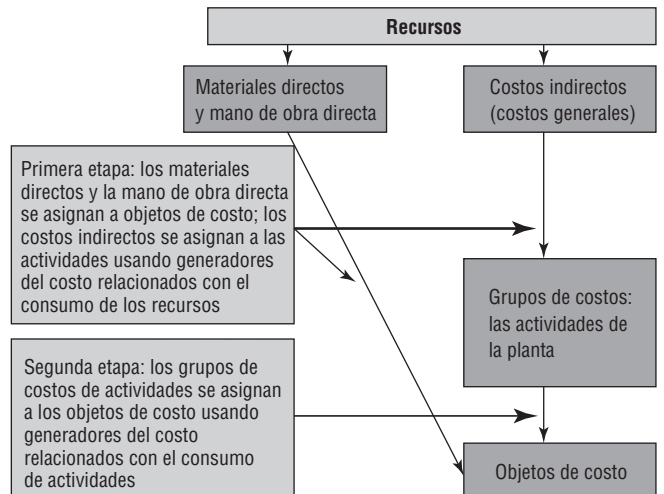 Recursos
Materiales directos
y mano de obra directa
Costos indirectos
(costos generales)
Primera etapa: los materiales
directos y la mano de obra directa
se asignan a objetos de costo; los
costos indirectos se asignan a las
actividades usando generadores
del costo relacionados con el
consumo de los recursos
Grupos de costos:
las actividades de
la planta
Segunda etapa: los grupos de
costos de actividades se asignan
a los objetos de costo usando
generadores del costo
relacionados con el consumo
de actividades
Objetos de costo